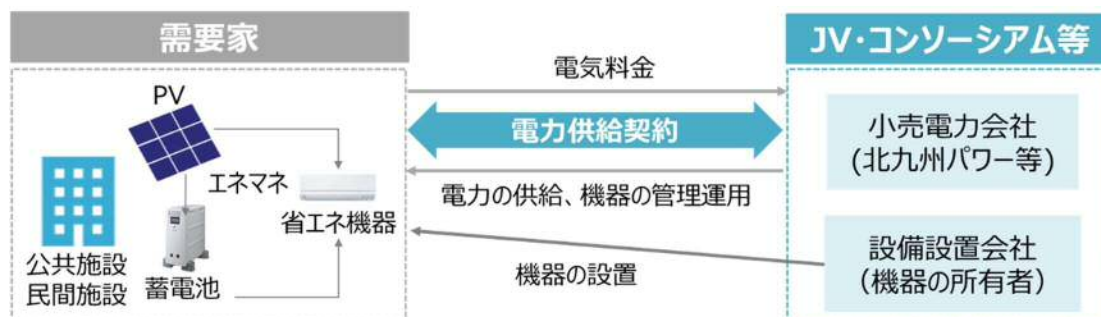 需要家
JV・コンソーシアム等
PV
エネマネ
省エネ機器
公共施設
民間施設
蓄電池
電気料金
電力供給契約
電力の供給、機器の管理運用
機器の設置
小売電力会社
(北九州パワー等)
設備設置会社
(機器の所有者)